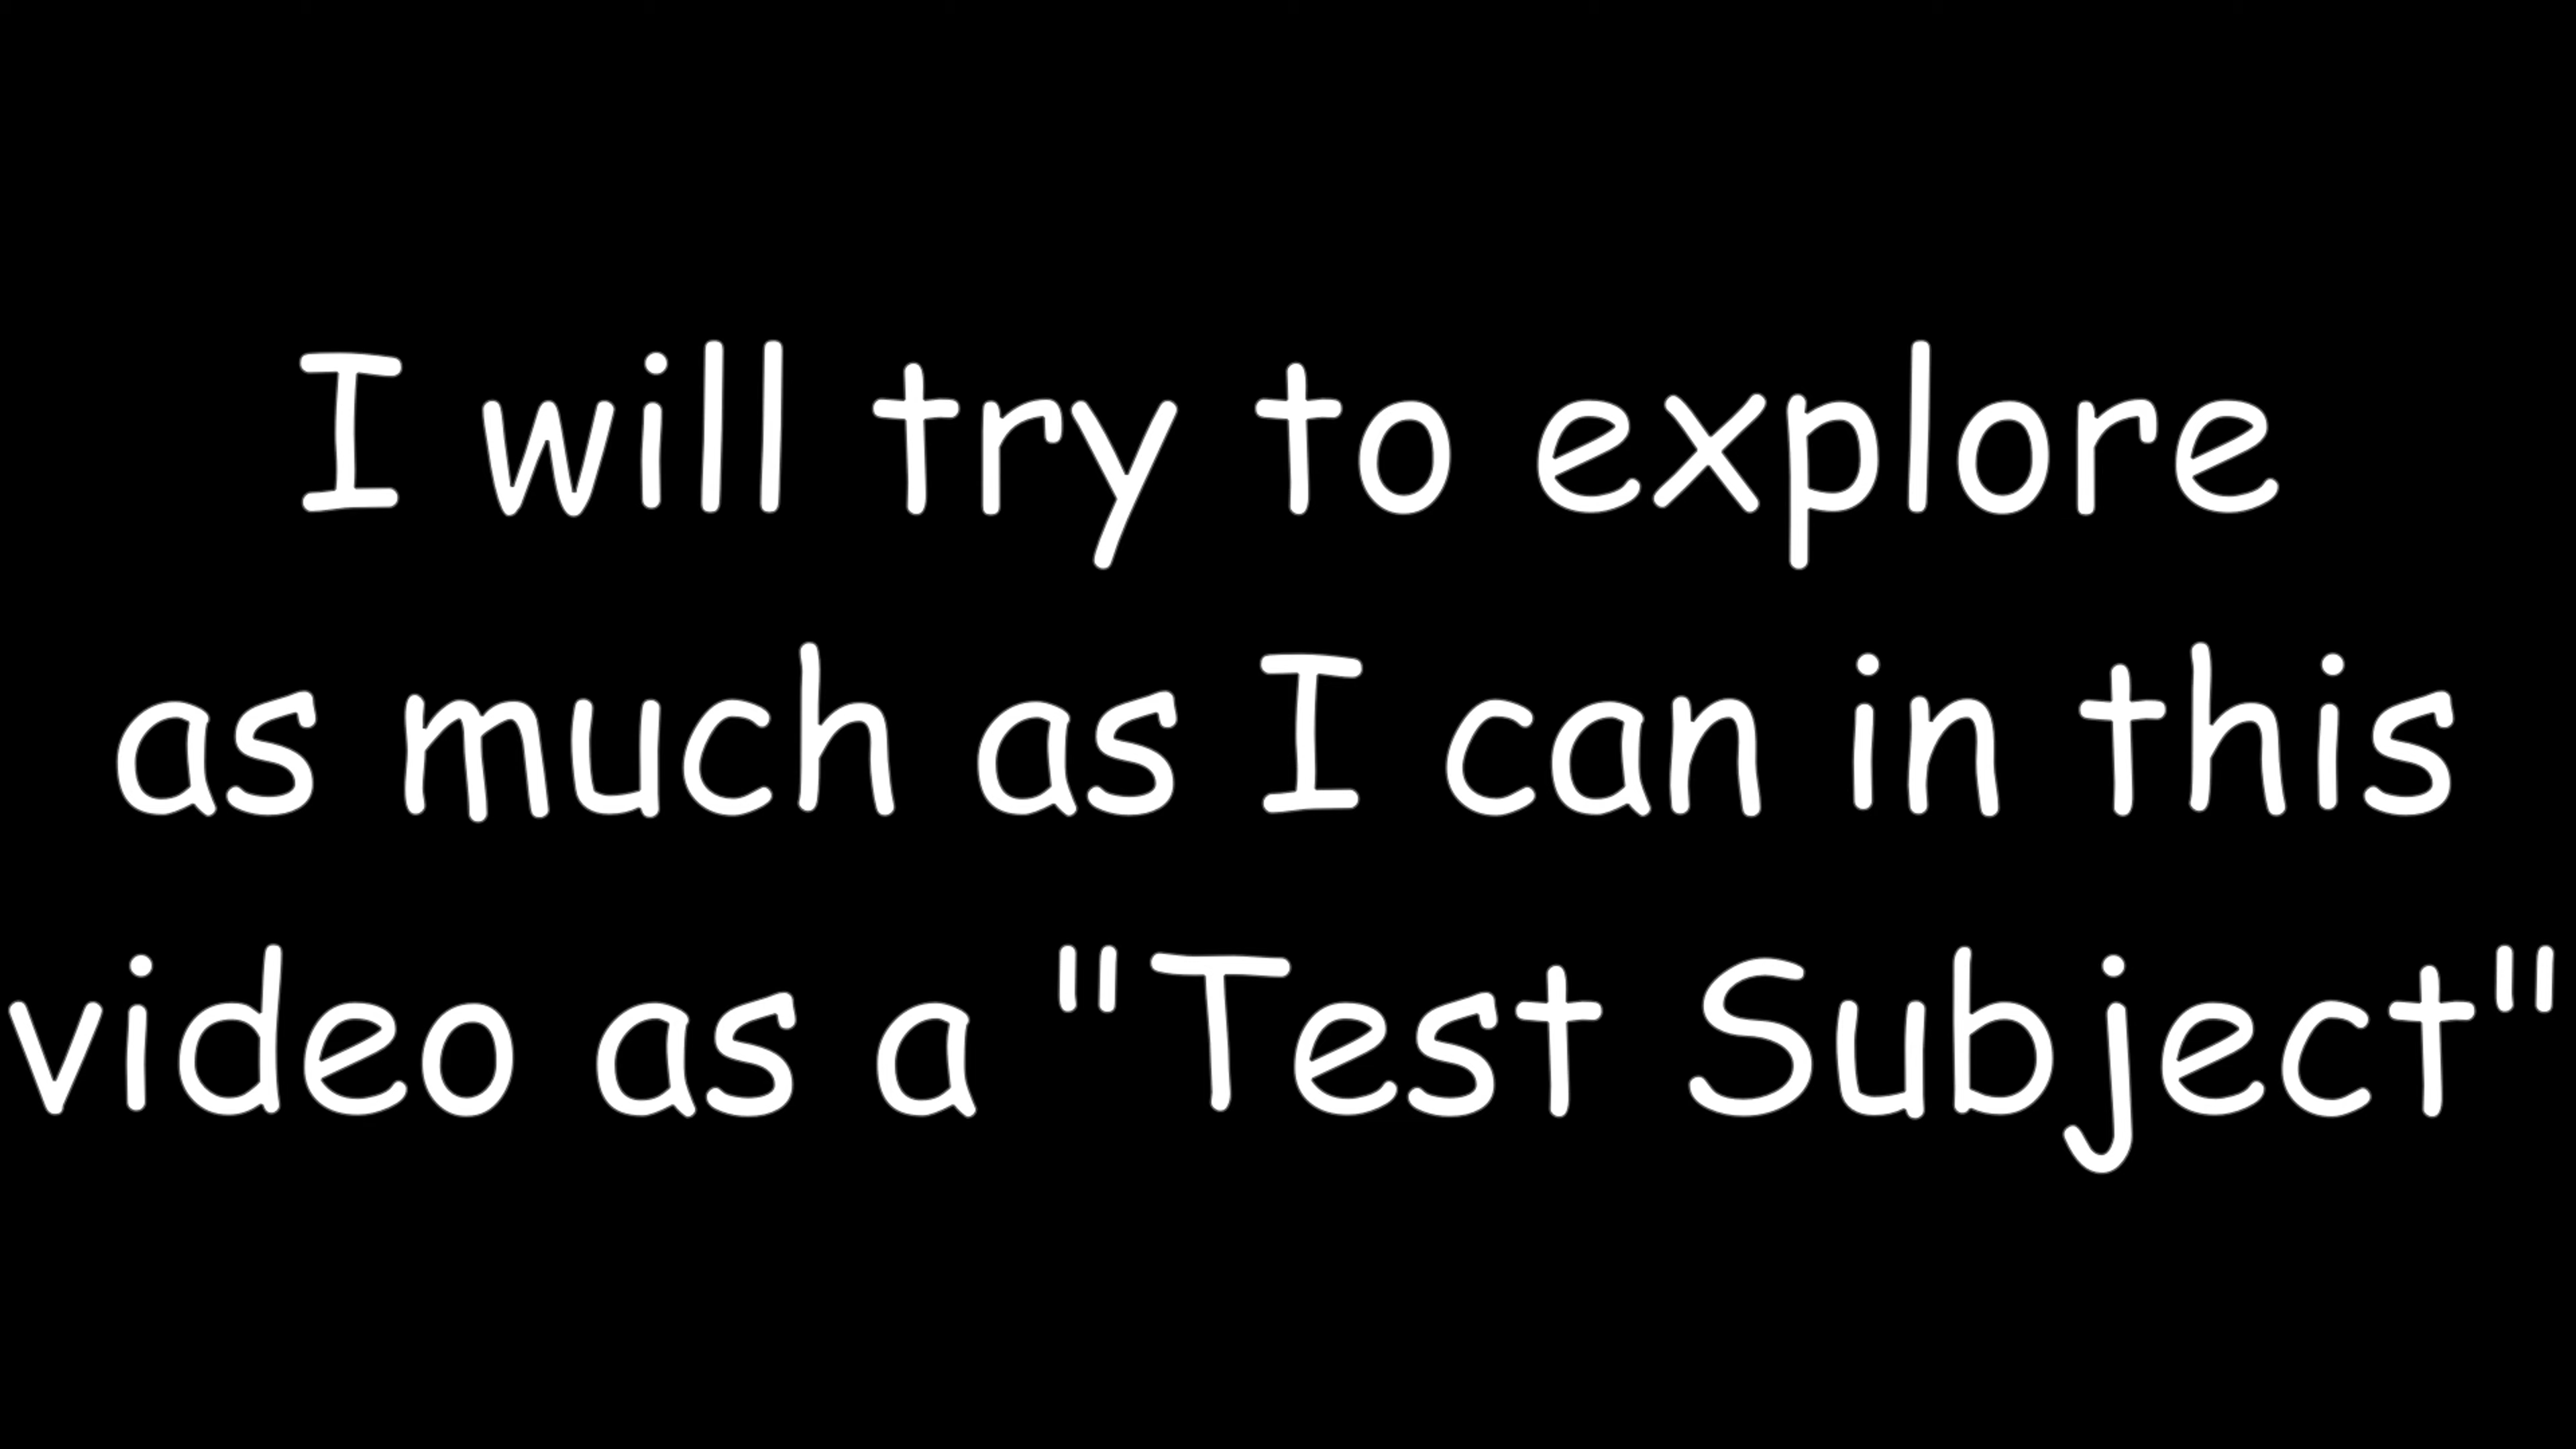 I will try to explore
as much as I can in this
video as a "Test Subject"